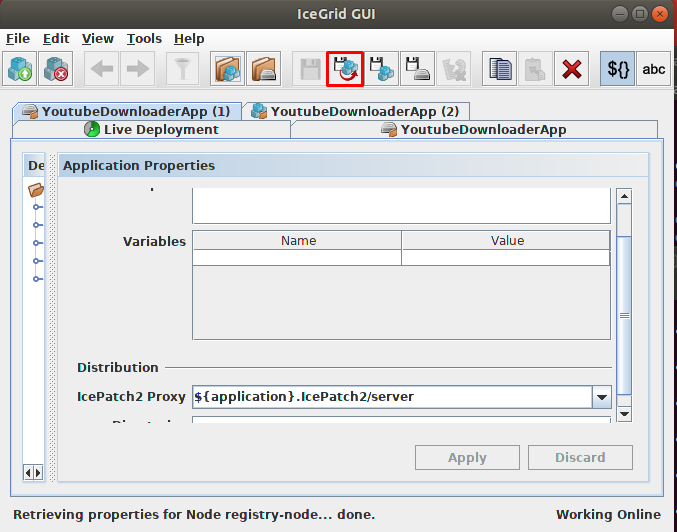 IceGrid GUI
File Edit View Tools Help
${} abc
YoutubeDownloaderApp (1) YoutubeDownloaderApp (2)
Live Deployment YoutubeDownloaderApp
De Application Properties
Variables Name Value
Distribution
IcePatch2 Proxy ${application}.IcePatch2/server
Apply Discard
Retrieving properties for Node registry-node... done. Working Online